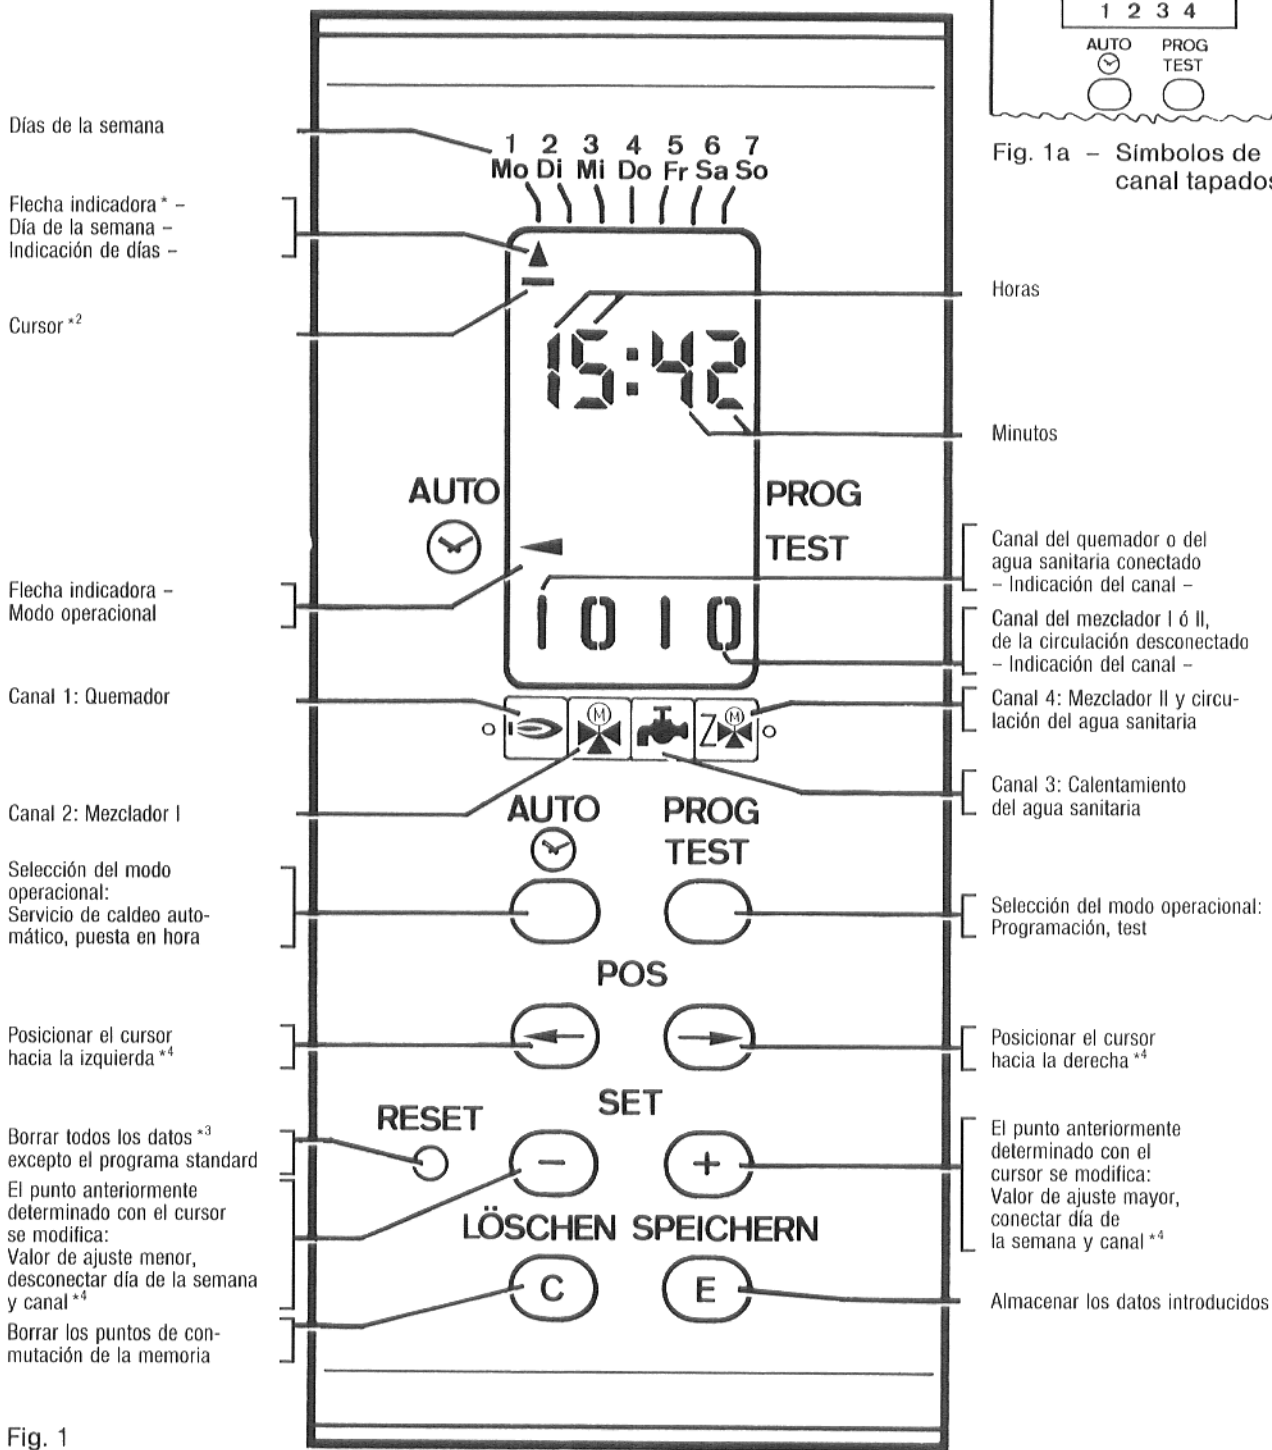 1 2 3 4
AUTO PROG
TEST
Fig. 1a – Símbolos de
canal tapados
Días de la semana
1 2 3 4 5 6 7
Mo Di Mi Do Fr Sa So
Flecha indicadora * –
Día de la semana –
Indicación de días –
Cursor *2
Horas
15:42
Minutos
AUTO
PROG
TEST
Flecha indicadora –
Modo operacional
Canal del quemador o del
agua sanitaria conectado
– Indicación del canal –
1 0 1 0
Canal del mezclador I ó II,
de la circulación desconectado
– Indicación del canal –
Canal 1: Quemador
M
Z M
Canal 4: Mezclador II y circu-
lación del agua sanitaria
Canal 2: Mezclador I
Canal 3: Calentamiento
del agua sanitaria
AUTO PROG
TEST
Selección del modo
operacional:
Servicio de caldeo auto-
mático, puesta en hora
Selección del modo operacional:
Programación, test
POS
Posicionar el cursor
hacia la izquierda *4
Posicionar el cursor
hacia la derecha *4
SET
RESET
Borrar todos los datos *3
excepto el programa standard
– +
El punto anteriormente
determinado con el cursor
se modifica:
Valor de ajuste menor,
desconectar día de la semana
y canal *4
El punto anteriormente
determinado con el
cursor se modifica:
Valor de ajuste mayor,
conectar día de
la semana y canal *4
LÖSCHEN SPEICHERN
C E
Borrar los puntos de con-
mutación de la memoria
Almacenar los datos introducidos
Fig. 1